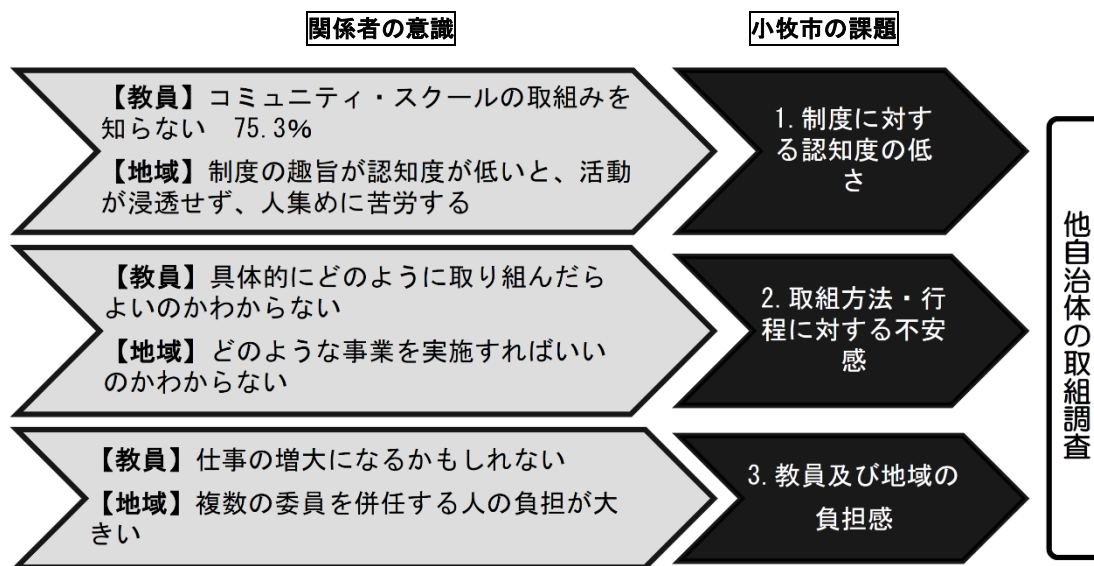 関係者の意識
小牧市の課題
【教員】コミュニティ・スクールの取組みを
知らない 75.3%
【地域】制度の趣旨が認知度が低いと、活動
が浸透せず、人集めに苦労する
1.制度に対す
る認知度の低
さ
【教員】具体的にどのように取り組んだら
よいのかわからない
【地域】どのような事業を実施すればいい
のかわからない
2.取組方法・行
程に対する不安
感
【教員】仕事の増大になるかもしれない
【地域】複数の委員を併任する人の負担が大
きい
3.教員及び地域の
負担感
他自治体の取組調査